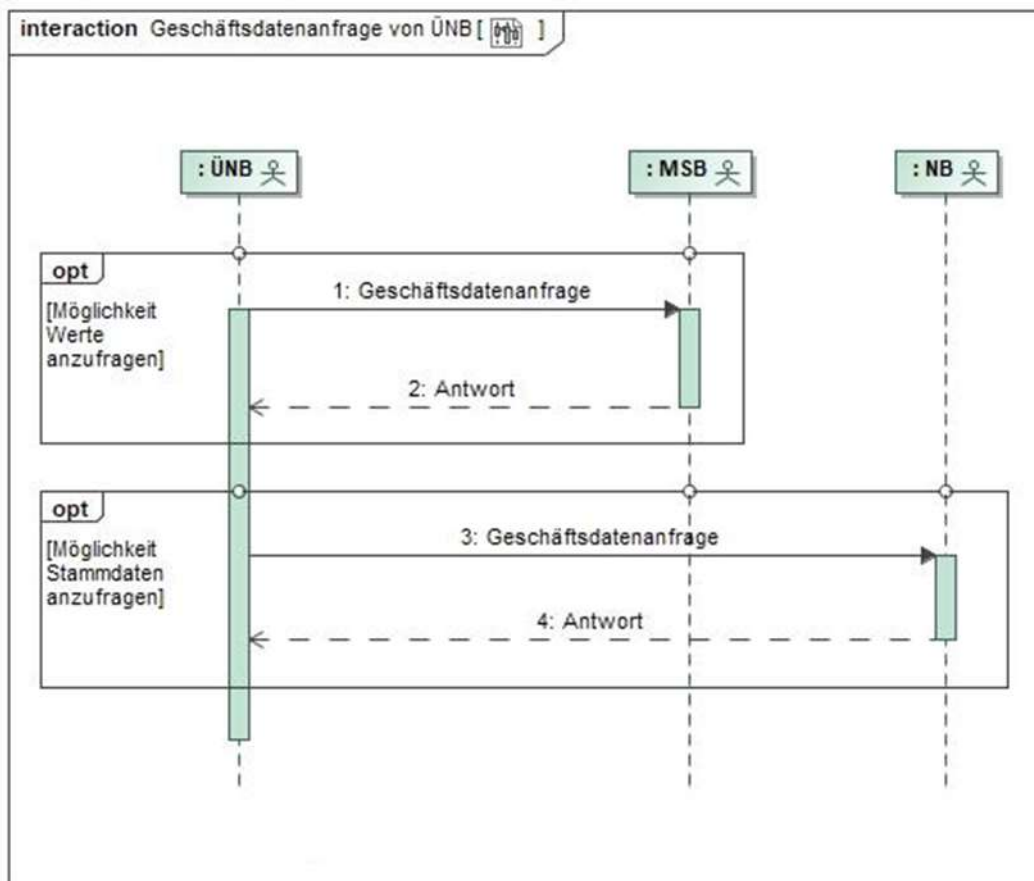 interaction Geschäftsdatenanfrage von ÜNB [ ]
: ÜNB
: MSB
: NB
opt
[Möglichkeit
Werte
anzufragen]
1: Geschäftsdatenanfrage
2: Antwort
opt
[Möglichkeit
Stammdaten
anzufragen]
3: Geschäftsdatenanfrage
4: Antwort